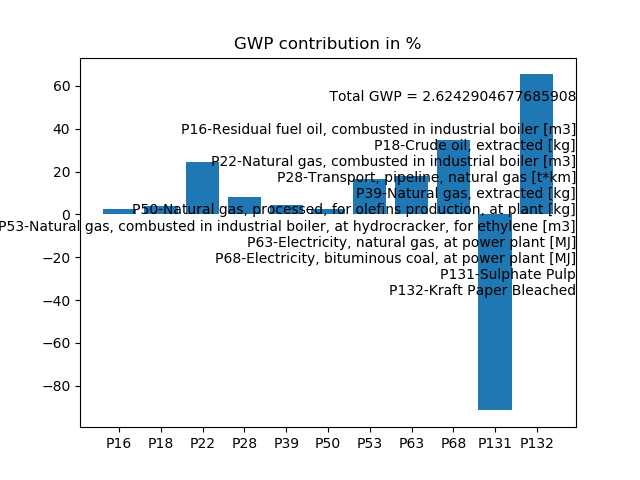 GWP contribution in %
60
40
20
0
−20
−40
−60
−80
Total GWP = 2.6242904677685908
P16-Residual fuel oil, combusted in industrial boiler [m3]
P18-Crude oil, extracted [kg]
P22-Natural gas, combusted in industrial boiler [m3]
P28-Transport, pipeline, natural gas [t*km]
P39-Natural gas, extracted [kg]
P50-Natural gas, processed, for olefins production, at plant [kg]
P53-Natural gas, combusted in industrial boiler, at hydrocracker, for ethylene [m3]
P63-Electricity, natural gas, at power plant [MJ]
P68-Electricity, bituminous coal, at power plant [MJ]
P131-Sulphate Pulp
P132-Kraft Paper Bleached
P16 P18 P22 P28 P39 P50 P53 P63 P68 P131 P132